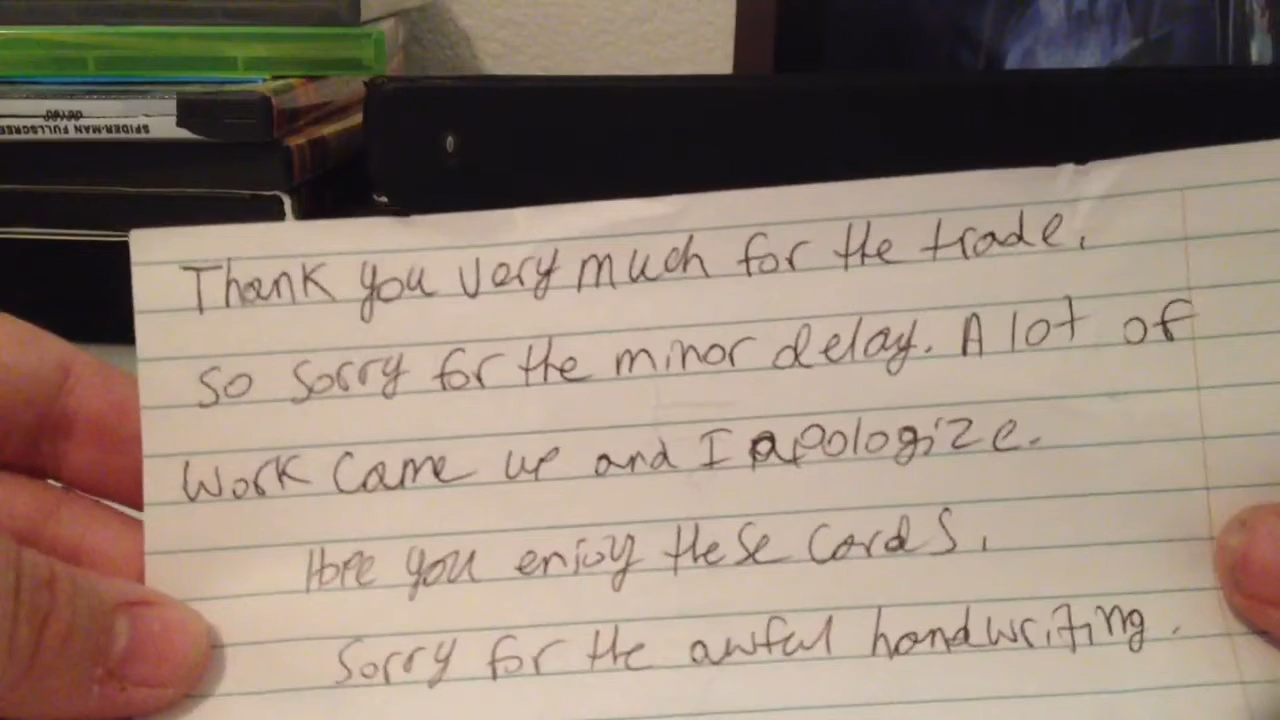 SPIDER-MAN FULLSCREE
Thank you very much for the trade.
So sorry for the minor delay. A lot of
work came up and I apologize.
Hope you enjoy these cards.
Sorry for the awful handwriting.